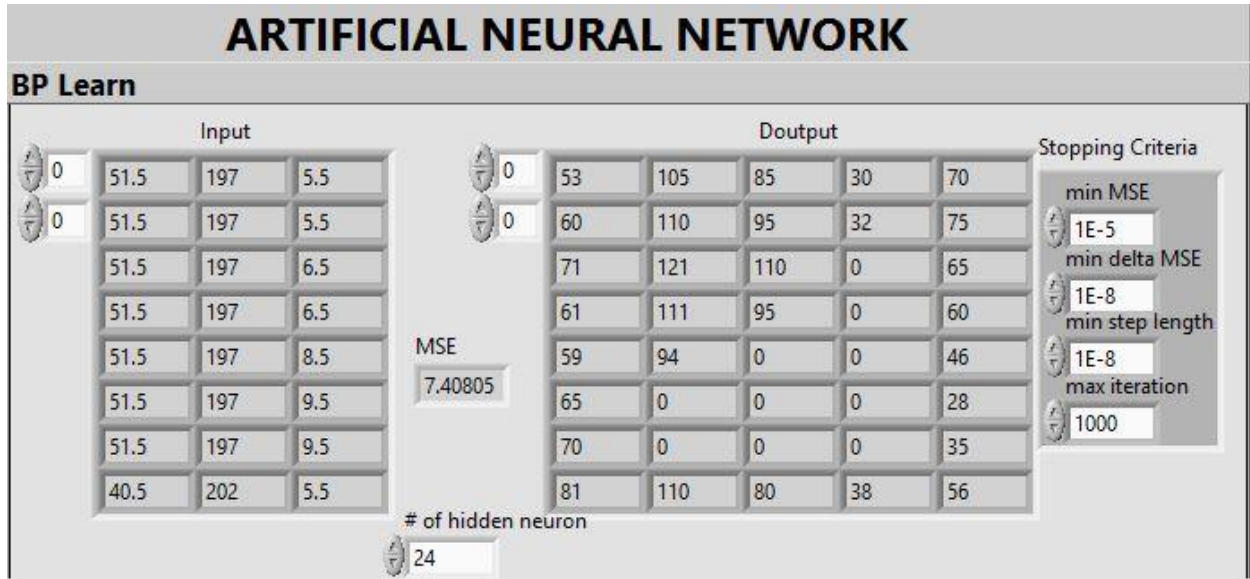 ARTIFICIAL NEURAL NETWORK
BP Learn
Input
0
0
51.5 197 5.5
51.5 197 5.5
51.5 197 6.5
51.5 197 6.5
51.5 197 8.5
51.5 197 9.5
51.5 197 9.5
40.5 202 5.5
MSE
7.40805
# of hidden neuron
24
Doutput
0
0
53 105 85 30 70
60 110 95 32 75
71 121 110 0 65
61 111 95 0 60
59 94 0 0 46
65 0 0 0 28
70 0 0 0 35
81 110 80 38 56
Stopping Criteria
min MSE
1E-5
min delta MSE
1E-8
min step length
1E-8
max iteration
1000